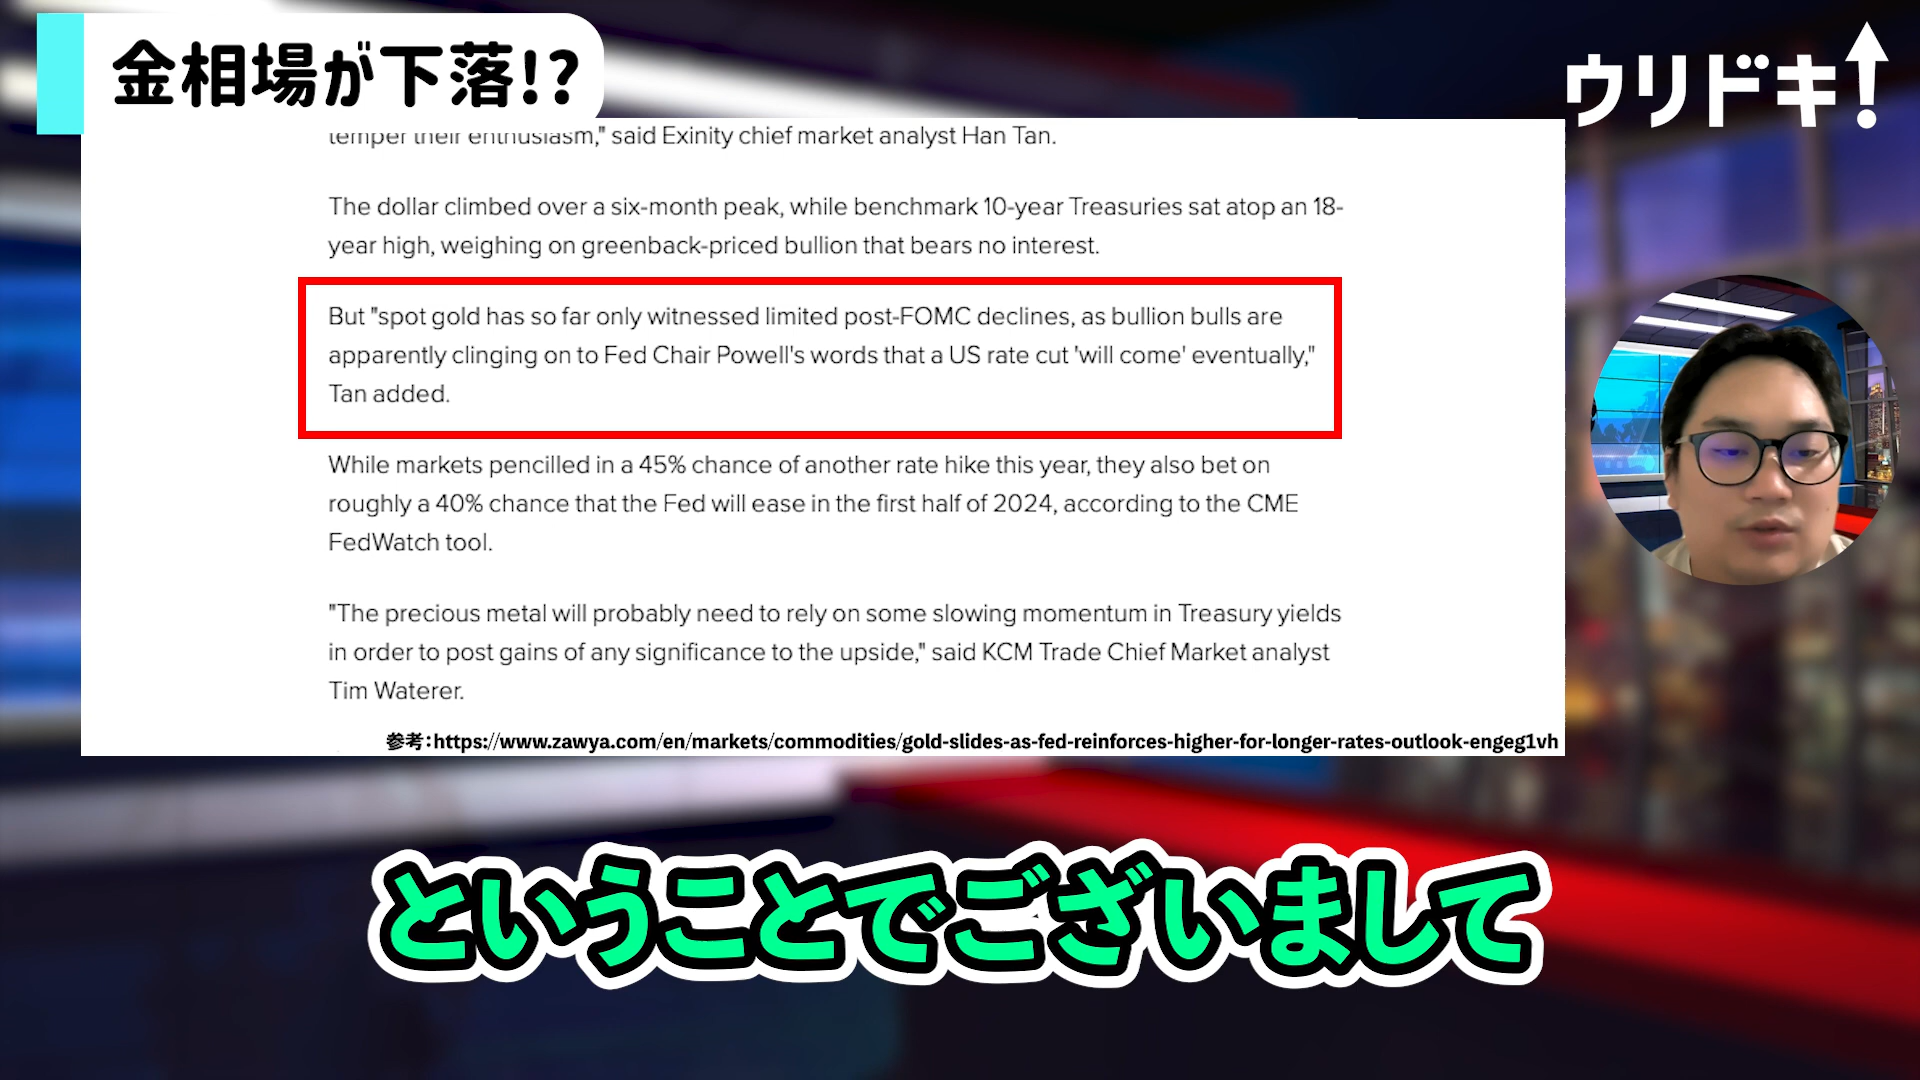 金相場が下落!?
ウリドキ!
temper their enthusiasm," said Exinity chief market analyst Han Tan.
The dollar climbed over a six-month peak, while benchmark 10-year Treasuries sat atop an 18-
year high, weighing on greenback-priced bullion that bears no interest.
But "spot gold has so far only witnessed limited post-FOMC declines, as bullion bulls are
apparently clinging on to Fed Chair Powell's words that a US rate cut 'will come' eventually,"
Tan added.
While markets pencilled in a 45% chance of another rate hike this year, they also bet on
roughly a 40% chance that the Fed will ease in the first half of 2024, according to the CME
FedWatch tool.
"The precious metal will probably need to rely on some slowing momentum in Treasury yields
in order to post gains of any significance to the upside," said KCM Trade Chief Market analyst
Tim Waterer.
参考:https://www.zawya.com/en/markets/commodities/gold-slides-as-fed-reinforces-higher-for-longer-rates-outlook-engeg1vh
ということでございまして